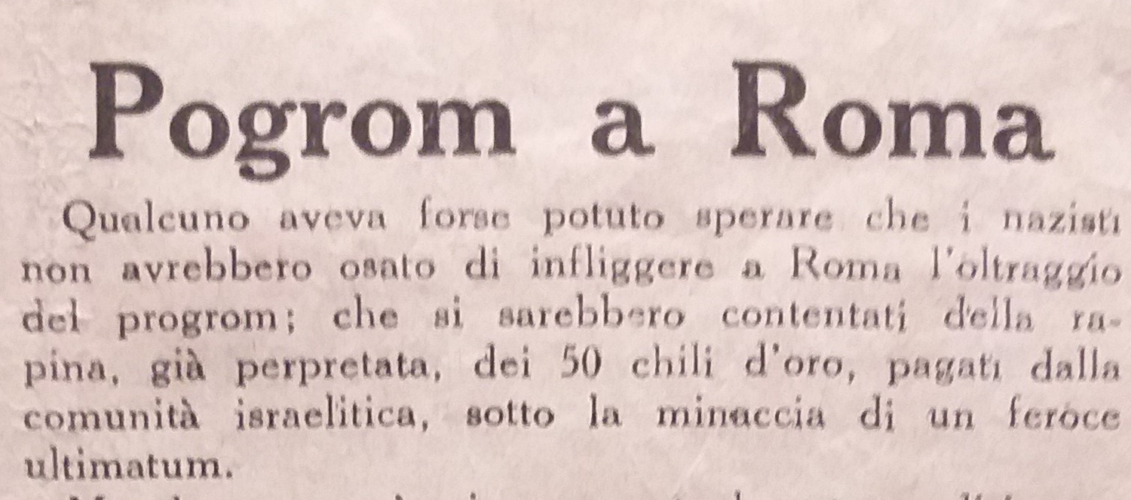 Pogrom a Roma
Qualcuno aveva forse potuto sperare che i nazisti
non avrebbero osato di infliggere a Roma l'oltraggio
del progrom; che si sarebbero contentati della ra-
pina, già perpretata, dei 50 chili d'oro, pagati dalla
comunità israelitica, sotto la minaccia di un feroce
ultimatum.